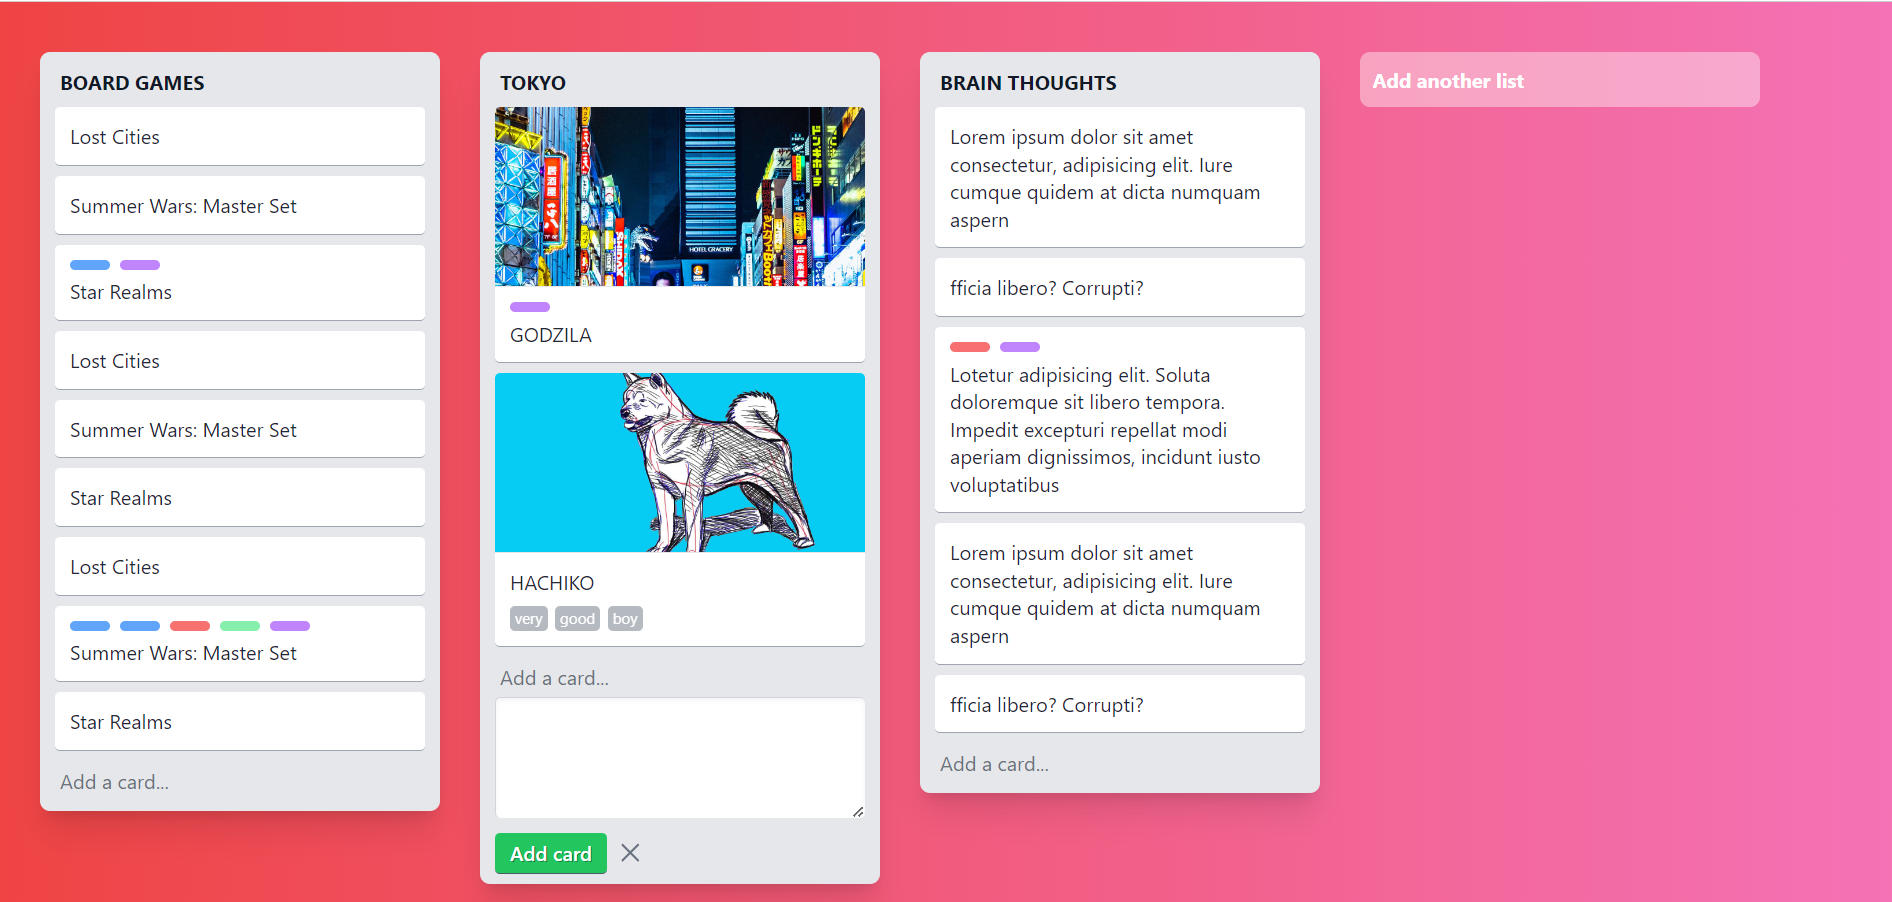 BOARD GAMES
Lost Cities
Summer Wars: Master Set
Star Realms
Lost Cities
Summer Wars: Master Set
Star Realms
Lost Cities
Summer Wars: Master Set
Star Realms
Add a card...
TOKYO
居酒屋
HOTEL GRACERY
GODZILA
HACHIKO
very good boy
Add a card...
Add card
BRAIN THOUGHTS
Lorem ipsum dolor sit amet
consectetur, adipisicing elit. Iure
cumque quidem at dicta numquam
aspern
fficia libero? Corrupti?
Lotetur adipisicing elit. Soluta
doloremque sit libero tempora.
Impedit excepturi repellat modi
aperiam dignissimos, incidunt iusto
voluptatibus
Lorem ipsum dolor sit amet
consectetur, adipisicing elit. Iure
cumque quidem at dicta numquam
aspern
fficia libero? Corrupti?
Add a card...
Add another list